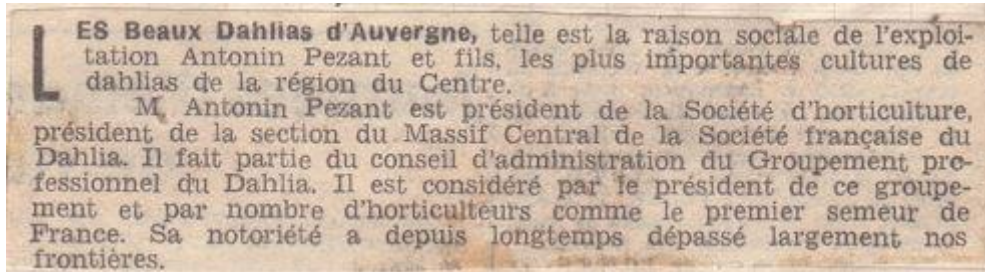 LES Beaux Dahlias d'Auvergne, telle est la raison sociale de l'exploi-
tation Antonin Pezant et fils, les plus importantes cultures de
dahlias de la région du Centre.
M. Antonin Pezant est président de la Société d'horticulture,
président de la section du Massif Central de la Société française du
Dahlia. Il fait partie du conseil d'administration du Groupement pro-
fessionnel du Dahlia. Il est considéré par le président de ce groupe-
ment et par nombre d'horticulteurs comme le premier semeur de
France. Sa notoriété a depuis longtemps dépassé largement nos
frontières.